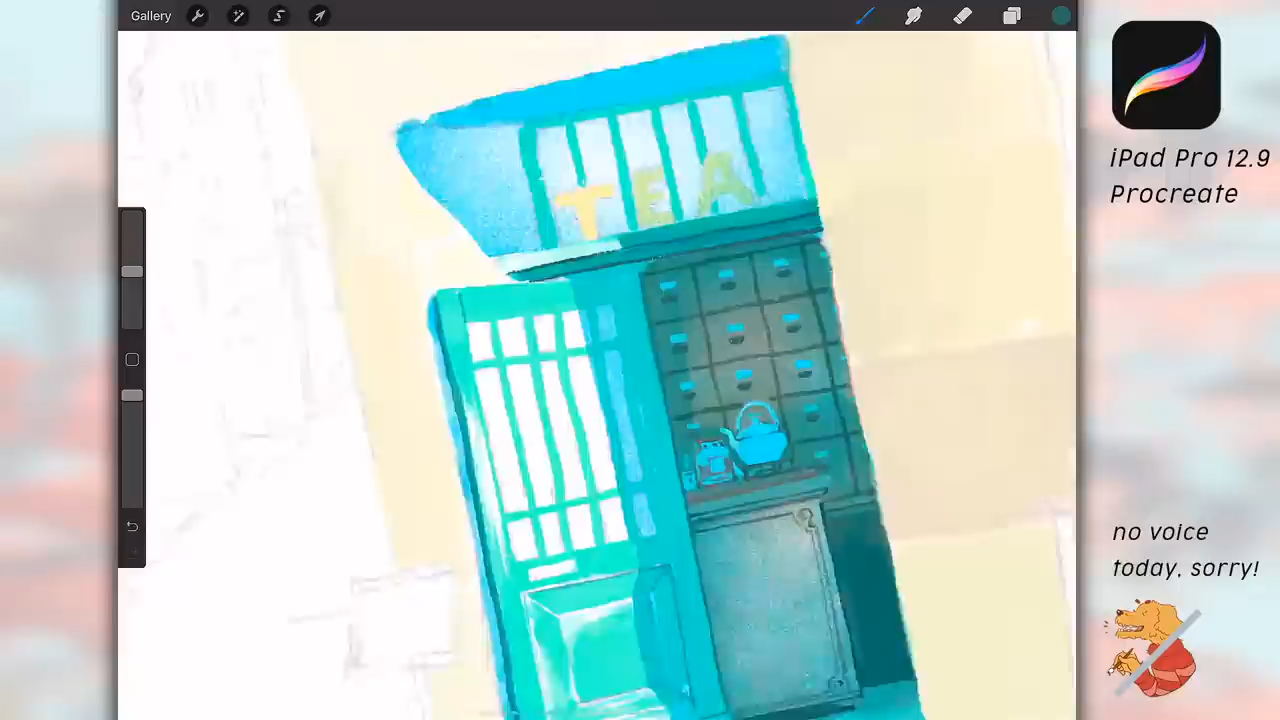 Gallery
iPad Pro 12.9
Procreate
TEA
no voice
today, sorry!